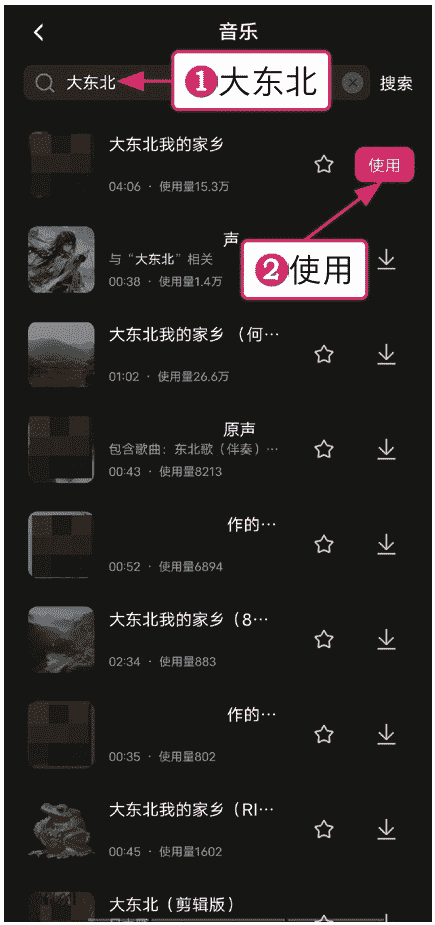 音乐
大东北
❶大东北
搜索
大东北我的家乡
使用
04:06 · 使用量15.3万
声
与“大东北”相关
00:38 · 使用量1.4万
❷使用
大东北我的家乡 （何…
01:02 · 使用量26.6万
原声
包含歌曲：东北歌（伴奏）…
00:43 · 使用量8213
作的…
00:52 · 使用量6894
大东北我的家乡（8…
02:34 · 使用量883
作的…
00:35 · 使用量802
大东北我的家乡（RI…
00:45 · 使用量1602
大东北（剪辑版）